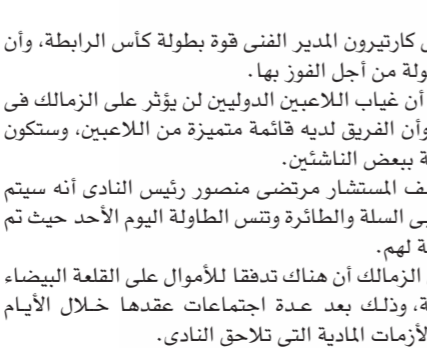 كارتيرون المدير الفنى قوة بطولة كأس الرابطة، وأن
من أجل الفوز بها.
أن غياب اللاعبين الدوليين لن يؤثر على الزمالك فى
وأن الفريق لديه قائمة متميزة من اللاعبين، وستكون
ببعض الناشئين.
المستشار مرتضى منصور رئيس النادى أنه سيتم
السلة والطائرة وتنس الطاولة اليوم الأحد حيث تم
لهم.
الزمالك أن هناك تدفقا للأموال على القلعة البيضاء
وذلك بعد عدة اجتماعات عقدها خلال الأيام
الأزمات المادية التى تلاحق النادى.